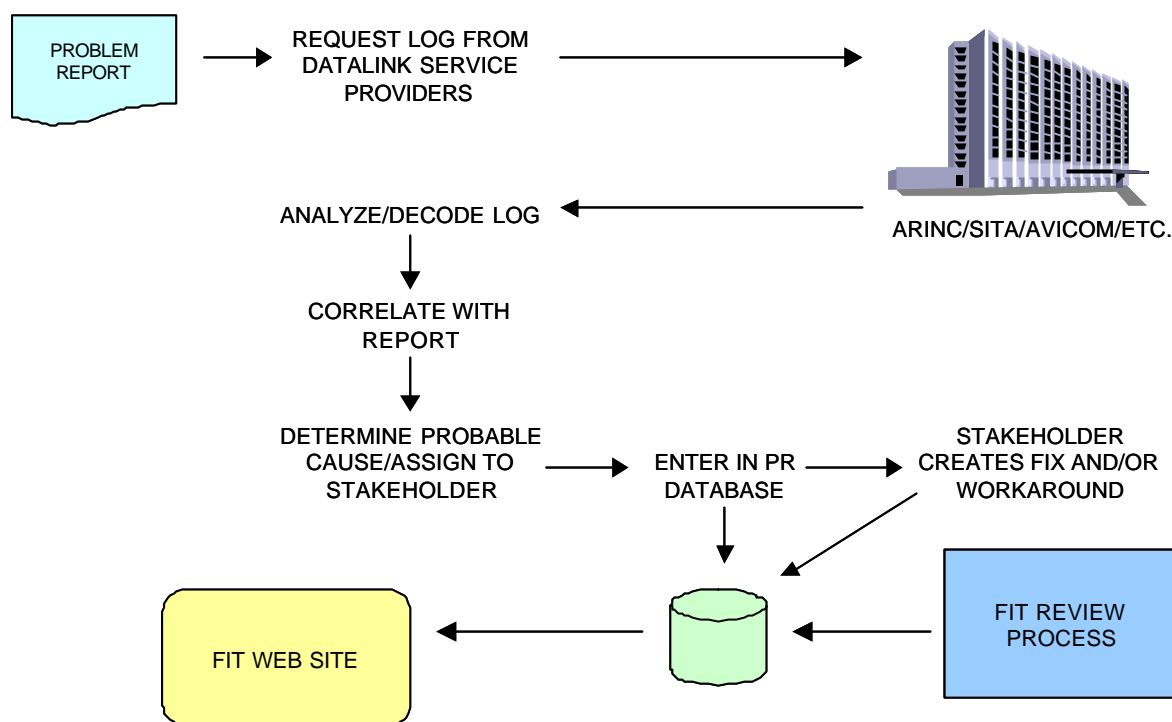 PROBLEM
REPORT
REQUEST LOG FROM
DATALINK SERVICE
PROVIDERS
ARINC/SITA/AVICOM/ETC.
ANALYZE/DECODE LOG
CORRELATE WITH
REPORT
DETERMINE PROBABLE
CAUSE/ASSIGN TO
STAKEHOLDER
ENTER IN PR
DATABASE
STAKEHOLDER
CREATES FIX AND/OR
WORKAROUND
FIT REVIEW
PROCESS
FIT WEB SITE